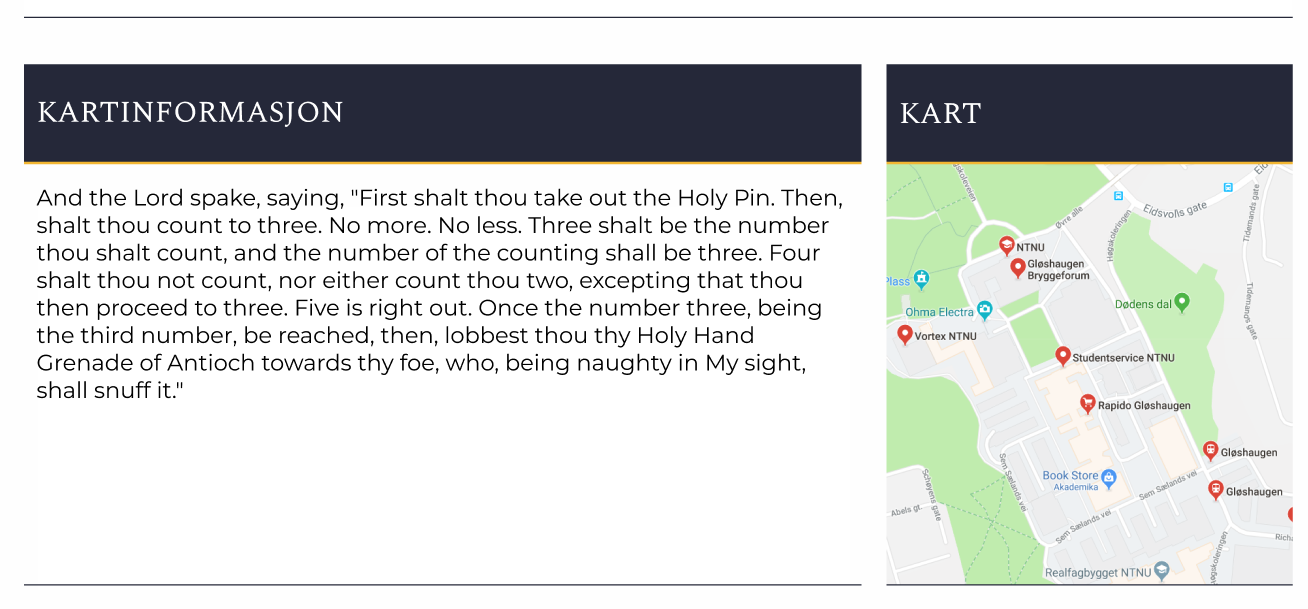 KARTINFORMASJON
And the Lord spake, saying, "First shalt thou take out the Holy Pin. Then,
shalt thou count to three. No more. No less. Three shalt be the number
thou shalt count, and the number of the counting shall be three. Four
shalt thou not count, nor either count thou two, excepting that thou
then proceed to three. Five is right out. Once the number three, being
the third number, be reached, then, lobbest thou thy Holy Hand
Grenade of Antioch towards thy foe, who, being naughty in My sight,
shall snuff it."
KART
Øvre alle
Høgskoleringen
Eidsvolls gate
Tidemands gate
Tidemands gate
NTNU
Gløshaugen
Bryggeforum
Plass
Ohma Electra
Dødens dal
Vortex NTNU
Studentservice NTNU
Rapido Gløshaugen
Gløshaugen
Book Store
Akademika
Gløshaugen
Sem Sælands vei
Sem Sælands vei
Sem Sælands vei
Schøyens gate
Abels gt
Realfagbygget NTNU